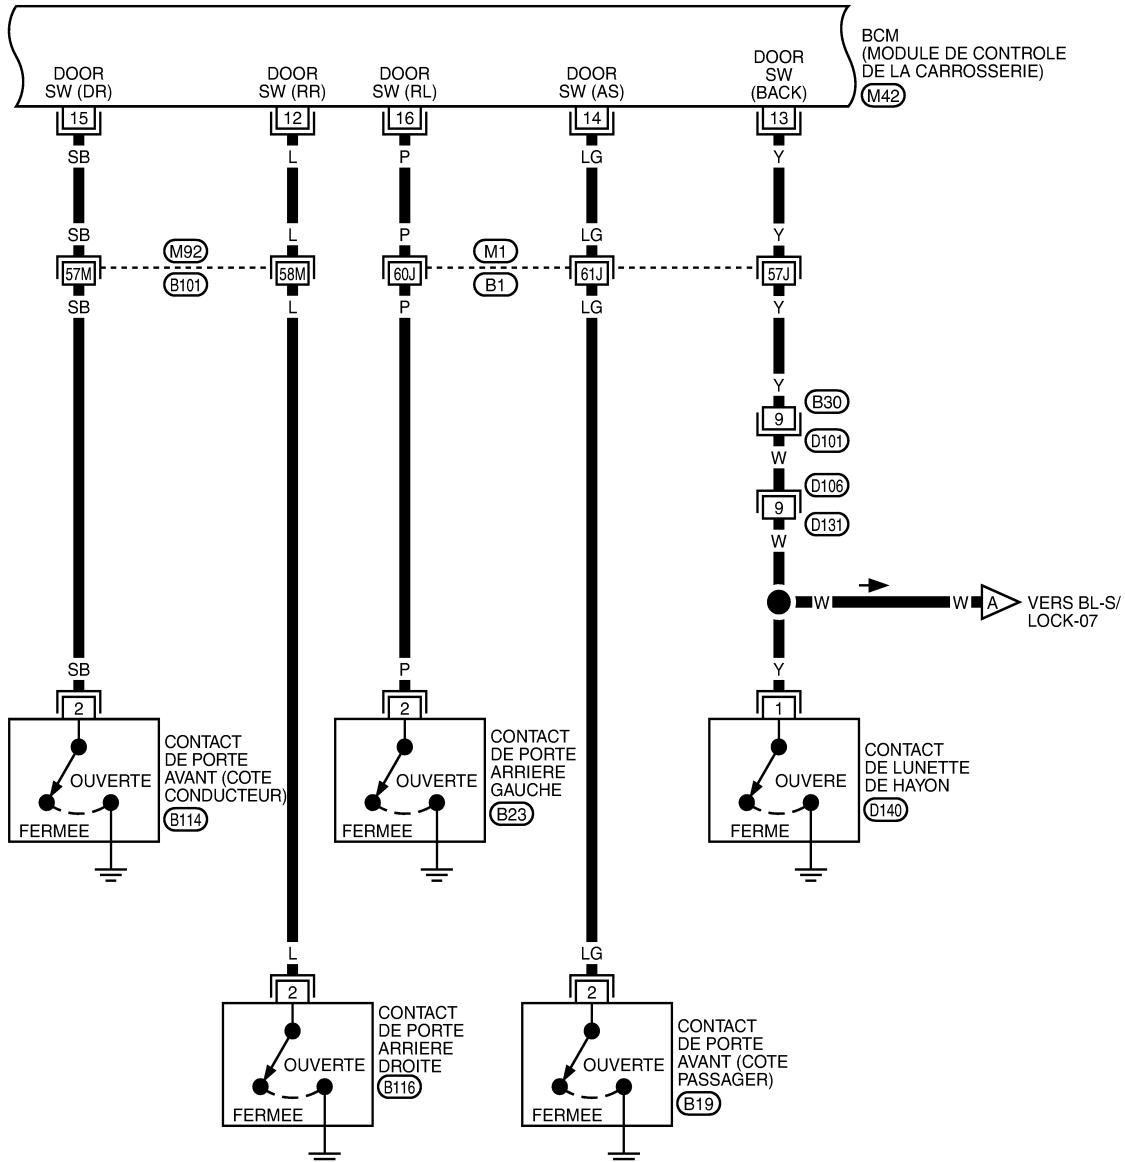 BCM
(MODULE DE CONTROLE
DE LA CARROSSERIE)
M42
DOOR
SW (DR)
DOOR
SW (RR)
DOOR
SW (RL)
DOOR
SW (AS)
DOOR
SW
(BACK)
15
12
16
14
13
SB
L
P
LG
Y
SB
L
P
LG
Y
M92
M1
57M
58M
60J
61J
57J
B101
B1
SB
L
P
LG
Y
Y
B30
9
D101
W
D106
9
D131
W
W
W
A
VERS BL-S/
LOCK-07
SB
P
Y
2
2
1
CONTACT
DE PORTE
AVANT (COTE
CONDUCTEUR)
B114
OUVERTE
FERMEE
CONTACT
DE PORTE
ARRIERE
GAUCHE
B23
OUVERTE
FERMEE
CONTACT
DE LUNETTE
DE HAYON
D140
OUVERE
FERME
L
LG
2
2
CONTACT
DE PORTE
ARRIERE
DROITE
B116
OUVERTE
FERMEE
CONTACT
DE PORTE
AVANT (COTE
PASSAGER)
B19
OUVERTE
FERMEE